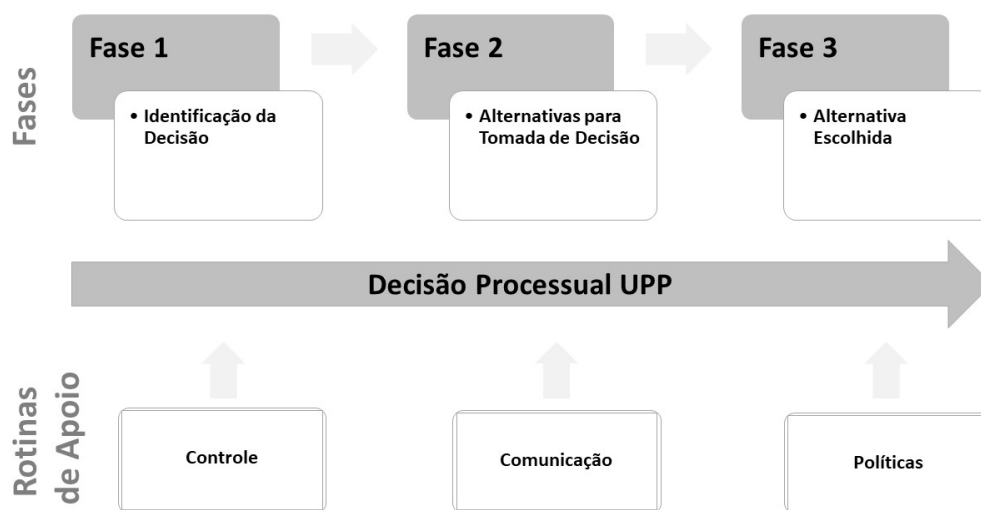 Fases
Fase 1
• Identificação da
Decisão
Fase 2
• Alternativas para
Tomada de Decisão
Fase 3
• Alternativa
Escolhida
Decisão Processual UPP
Rotinas
de Apoio
Controle
Comunicação
Políticas